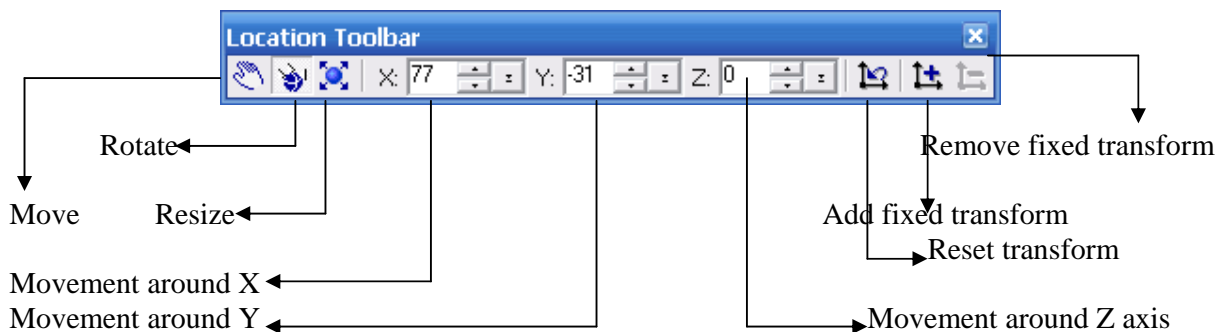 Location Toolbar
X: 77 Y: -31 Z: 0
Rotate
Remove fixed transform
Move
Resize
Add fixed transform
Reset transform
Movement around X
Movement around Y
Movement around Z axis